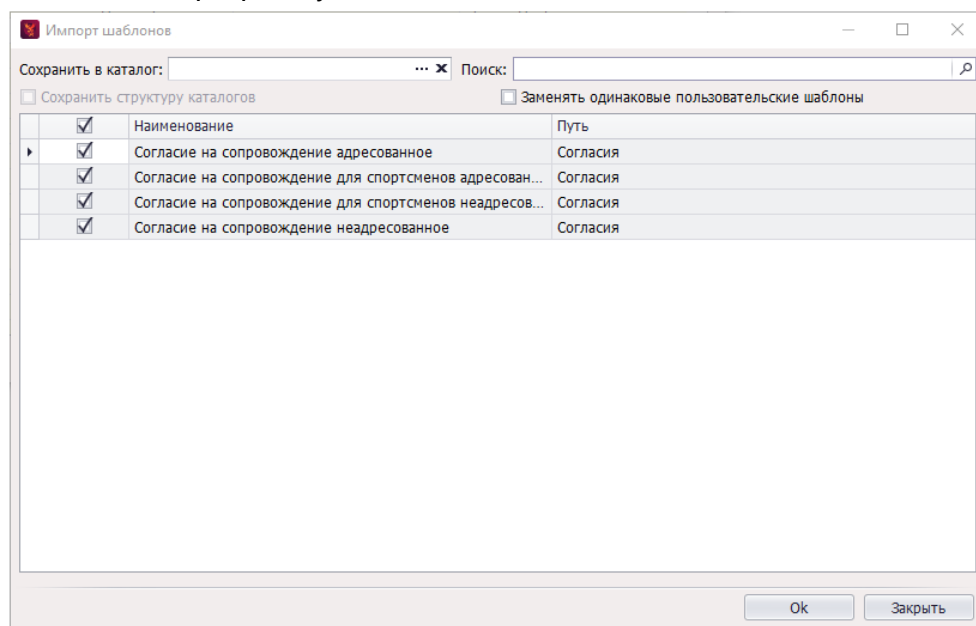 Импорт шаблонов
Сохранить в каталог: Поиск:
Сохранить структуру каталогов Заменять одинаковые пользовательские шаблоны
Наименование Путь
Согласие на сопровождение адресованное Согласия
Согласие на сопровождение для спортсменов адресован... Согласия
Согласие на сопровождение для спортсменов неадресов... Согласия
Согласие на сопровождение неадресованное Согласия
Ok Закрыть